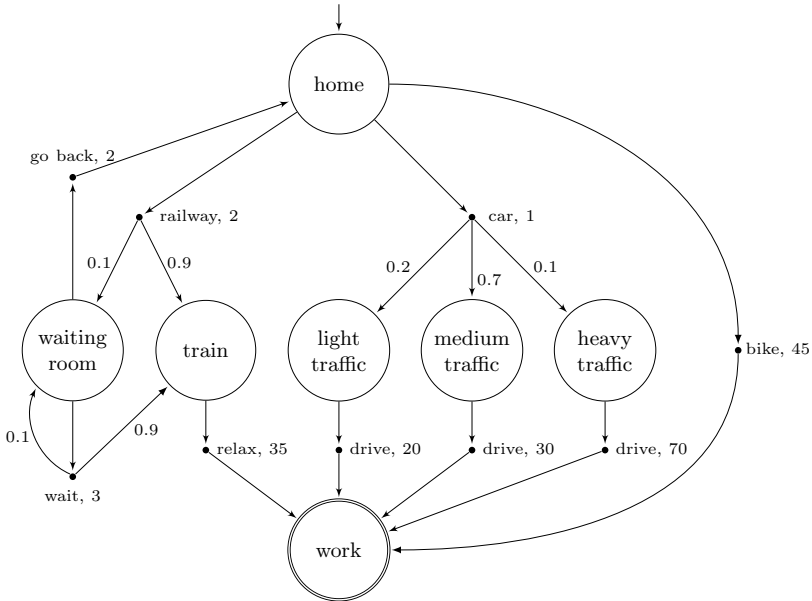 home
go back, 2
railway, 2
car, 1
0.1
0.9
0.2
0.7
0.1
waiting
room
train
light
traffic
medium
traffic
heavy
traffic
bike, 45
0.1
0.9
wait, 3
relax, 35
drive, 20
drive, 30
drive, 70
work